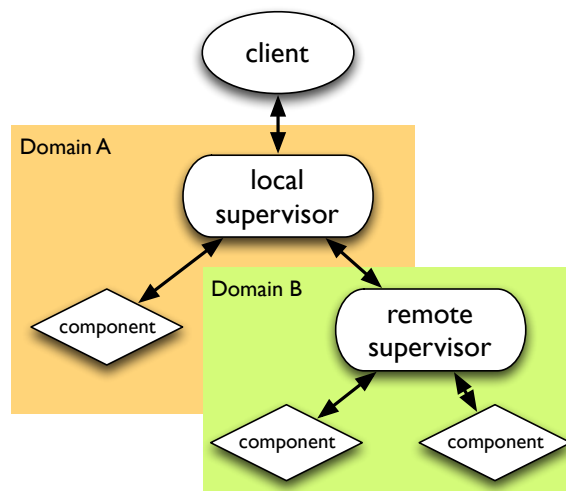 client
Domain A
local
supervisor
Domain B
component
remote
supervisor
component
component